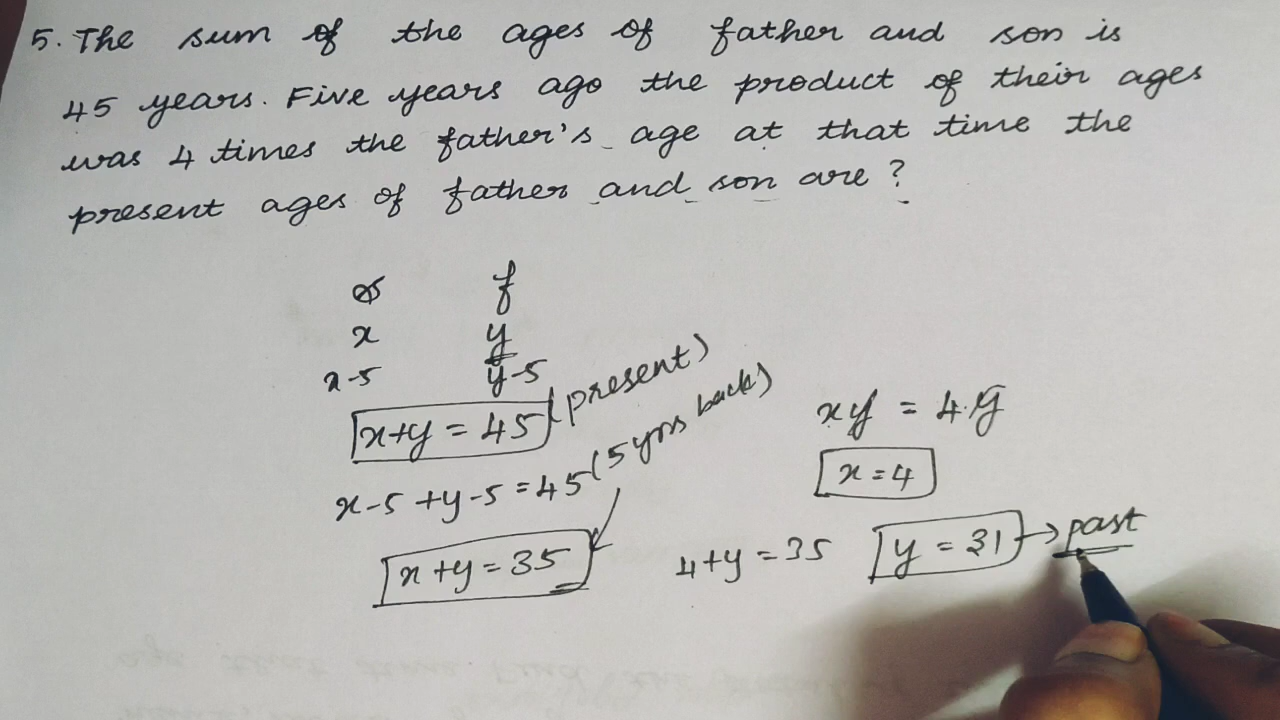 5. The sum of the ages of father and son is
45 years. Five years ago the product of their ages
was 4 times the father's age at that time the
present ages of father and son are ?
s f
x y
x-5 y-5
x+y = 45 (present)
x-5 +y-5 = 45 (5 yrs back)
x+y = 35
xy = 4.y
x = 4
4+y = 35 y = 31 → past